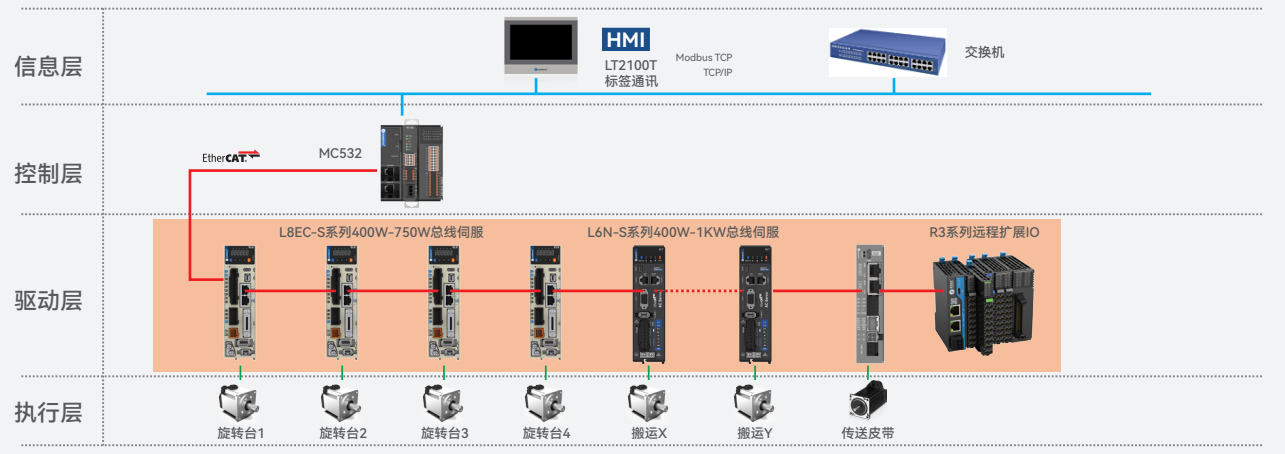 信息层
HMI
LT2100T
标签通讯
Modbus TCP
TCP/IP
交换机
控制层
EtherCAT
MC532
驱动层
L8EC-S系列400W-750W总线伺服
L6N-S系列400W-1KW总线伺服
R3系列远程扩展IO
执行层
旋转台1
旋转台2
旋转台3
旋转台4
搬运X
搬运Y
传送皮带